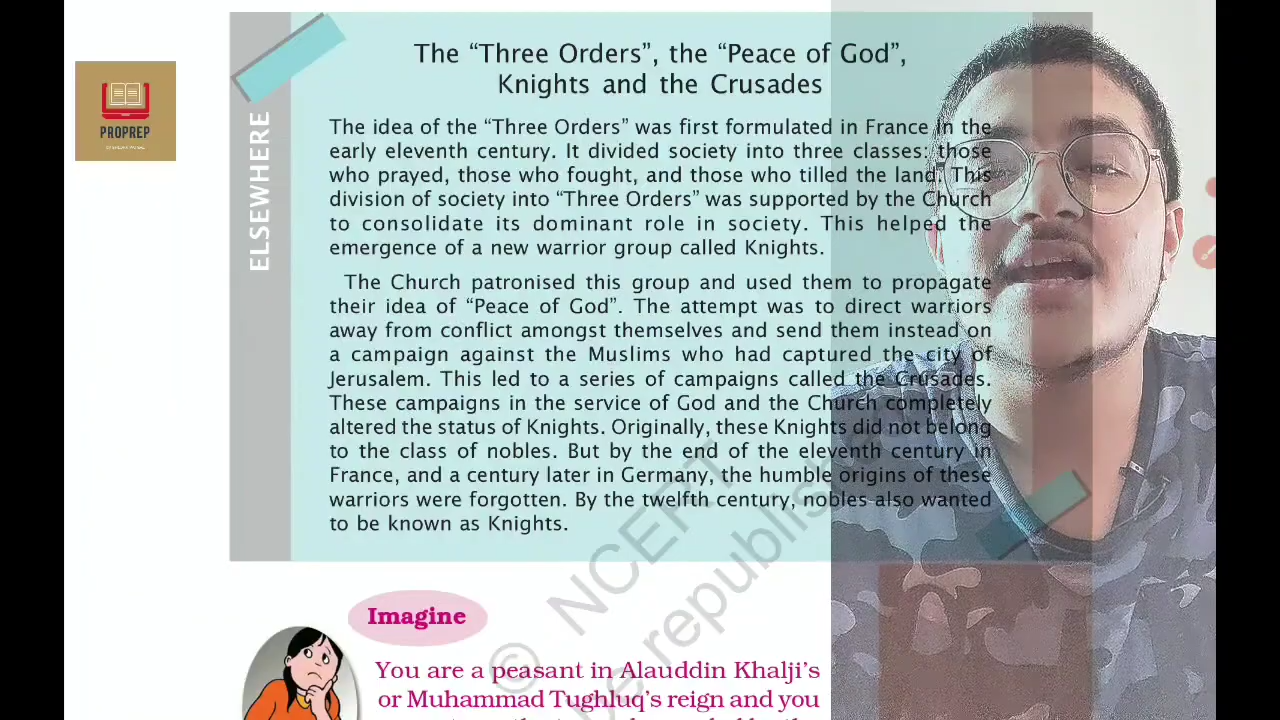 PROPREP
ELSEWHERE
The “Three Orders”, the “Peace of God”,
Knights and the Crusades
The idea of the “Three Orders” was first formulated in France in the
early eleventh century. It divided society into three classes: those
who prayed, those who fought, and those who tilled the land. This
division of society into “Three Orders” was supported by the Church
to consolidate its dominant role in society. This helped the
emergence of a new warrior group called Knights.
The Church patronised this group and used them to propagate
their idea of “Peace of God”. The attempt was to direct warriors
away from conflict amongst themselves and send them instead on
a campaign against the Muslims who had captured the city of
Jerusalem. This led to a series of campaigns called the Crusades.
These campaigns in the service of God and the Church completely
altered the status of Knights. Originally, these Knights did not belong
to the class of nobles. But by the end of the eleventh century in
France, and a century later in Germany, the humble origins of these
warriors were forgotten. By the twelfth century, nobles also wanted
to be known as Knights.
© NCERT
be republished
Imagine
You are a peasant in Alauddin Khalji’s
or Muhammad Tughluq’s reign and you